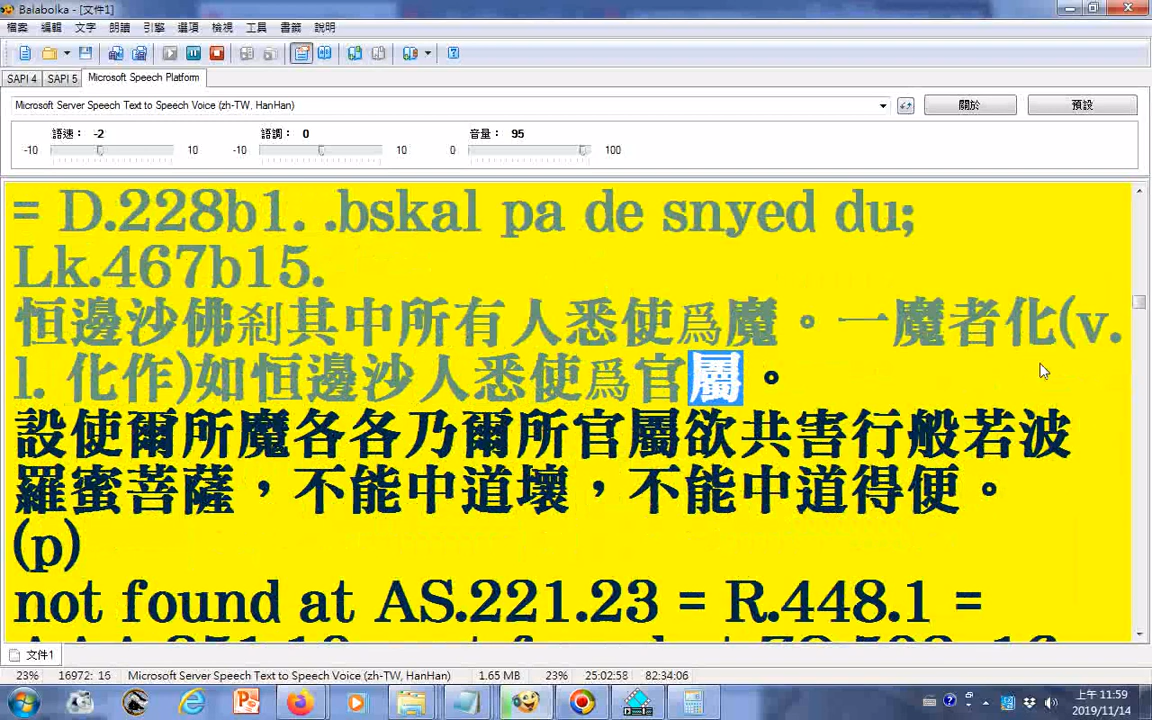 Balabolka - [文件1]
檔案 編輯 文字 朗讀 引擎 選項 檢視 工具 書籤 說明
SAPI 4 SAPI 5 Microsoft Speech Platform
Microsoft Server Speech Text to Speech Voice (zh-TW, HanHan) 關於 預設
語速： -2 語調： 0 音量： 95
-10 10 -10 10 0 100
= D.228b1. .bskal pa de snyed du;
Lk.467b15.
恒邊沙佛刹其中所有人悉使爲魔。一魔者化(v.
l. 化作)如恒邊沙人悉使爲官屬。
設使爾所魔各各乃爾所官屬欲共害行般若波
羅蜜菩薩，不能中道壞，不能中道得便。
(p)
not found at AS.221.23 = R.448.1 =
文件1
23% 16972: 16 Microsoft Server Speech Text to Speech Voice (zh-TW, HanHan) 1.65 MB 23% 25:02:58 82:34:06
上午 11:59
2019/11/14